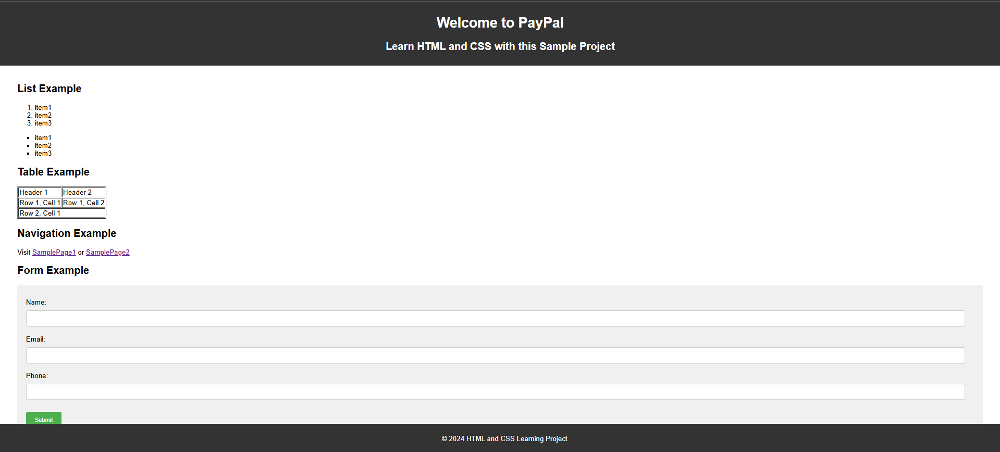 Welcome to PayPal
Learn HTML and CSS with this Sample Project
List Example
1. item1
2. item2
3. item3
▪ item1
▪ item2
▪ item3
Table Example
Header 1 Header 2
Row 1, Cell 1 Row 1, Cell 2
Row 2, Cell 1
Navigation Example
Visit SamplePage1 or SamplePage2
Form Example
Name:
Email:
Phone:
Submit
© 2024 HTML and CSS Learning Project